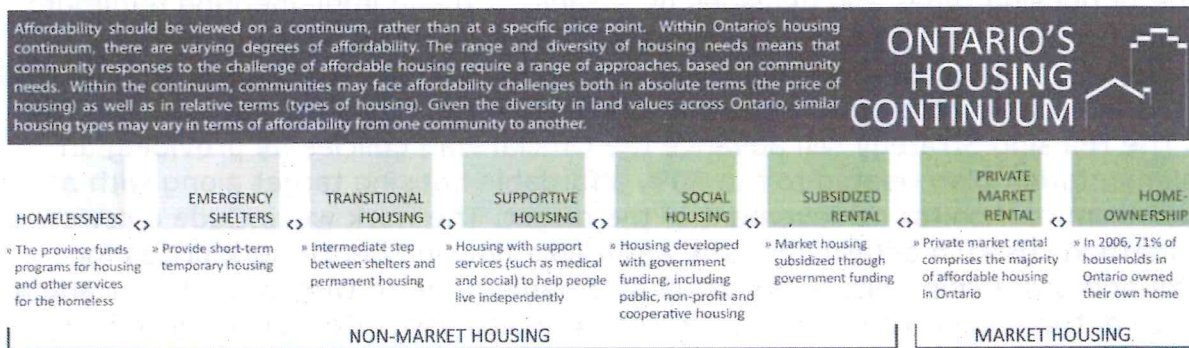 Affordability should be viewed on a continuum, rather than at a specific price point. Within Ontario's housing
continuum, there are varying degrees of affordability. The range and diversity of housing needs means that
community responses to the challenge of affordable housing require a range of approaches, based on community
needs. Within the continuum, communities may face affordability challenges both in absolute terms (the price of
housing) as well as in relative terms (types of housing). Given the diversity in land values across Ontario, similar
housing types may vary in terms of affordability from one community to another.
ONTARIO'S
HOUSING
CONTINUUM
HOMELESSNESS
» The province funds
programs for housing
and other services
for the homeless
<>
EMERGENCY
SHELTERS
» Provide short-term
temporary housing
<>
TRANSITIONAL
HOUSING
» Intermediate step
between shelters and
permanent housing
<>
SUPPORTIVE
HOUSING
» Housing with support
services (such as medical
and social) to help people
live independently
<>
SOCIAL
HOUSING
» Housing developed
with government
funding, including
public, non-profit and
cooperative housing
<>
SUBSIDIZED
RENTAL
» Market housing
subsidized through
government funding
<>
PRIVATE
MARKET
RENTAL
» Private market rental
comprises the majority
of affordable housing
in Ontario
<>
HOME-
OWNERSHIP
» In 2006, 71% of
households in
Ontario owned
their own home
NON-MARKET HOUSING
MARKET HOUSING